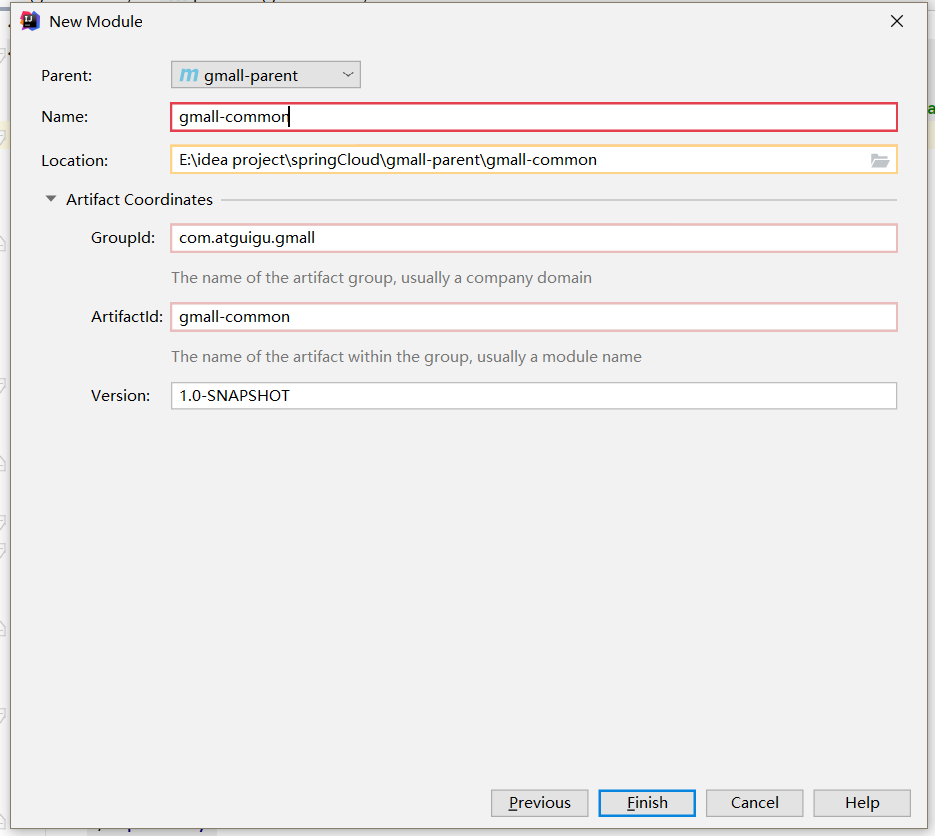 New Module
Parent: m gmall-parent
Name: gmall-common
Location: E:\idea project\springCloud\gmall-parent\gmall-common
Artifact Coordinates
GroupId: com.atguigu.gmall
The name of the artifact group, usually a company domain
ArtifactId: gmall-common
The name of the artifact within the group, usually a module name
Version: 1.0-SNAPSHOT
Previous Finish Cancel Help